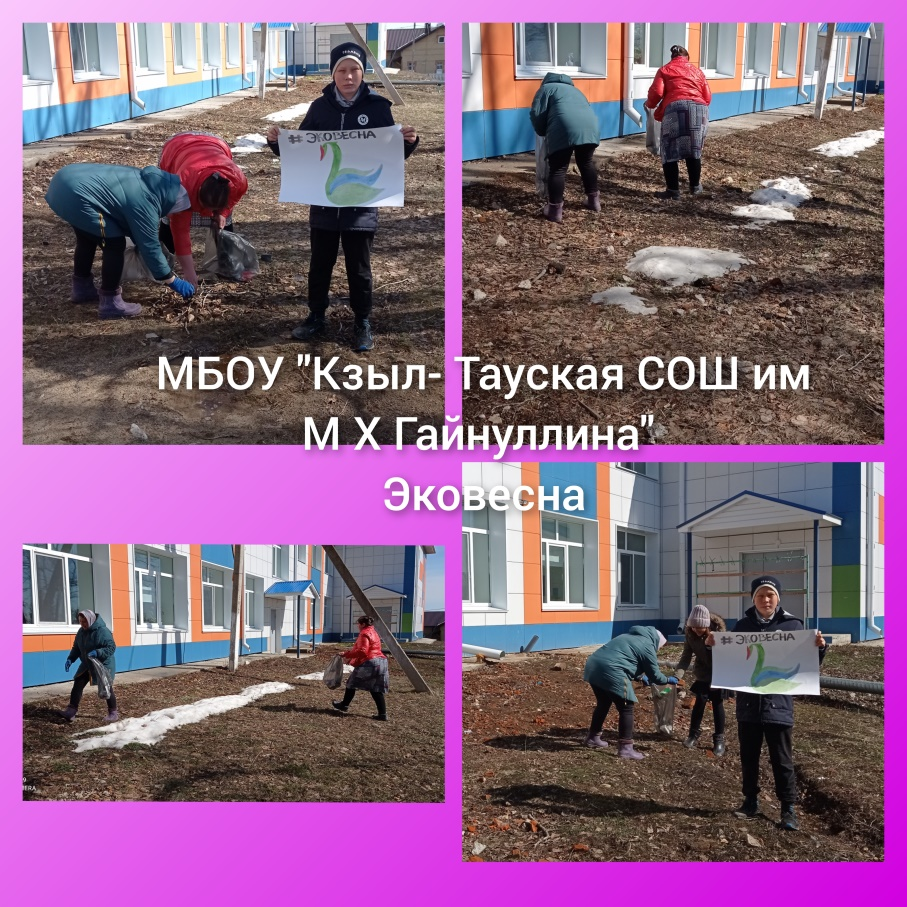 # ЭКОВЕСНА
МБОУ "Кзыл- Тауская СОШ им
М Х Гайнуллина"
Эковесна
# ЭКОВЕСНА